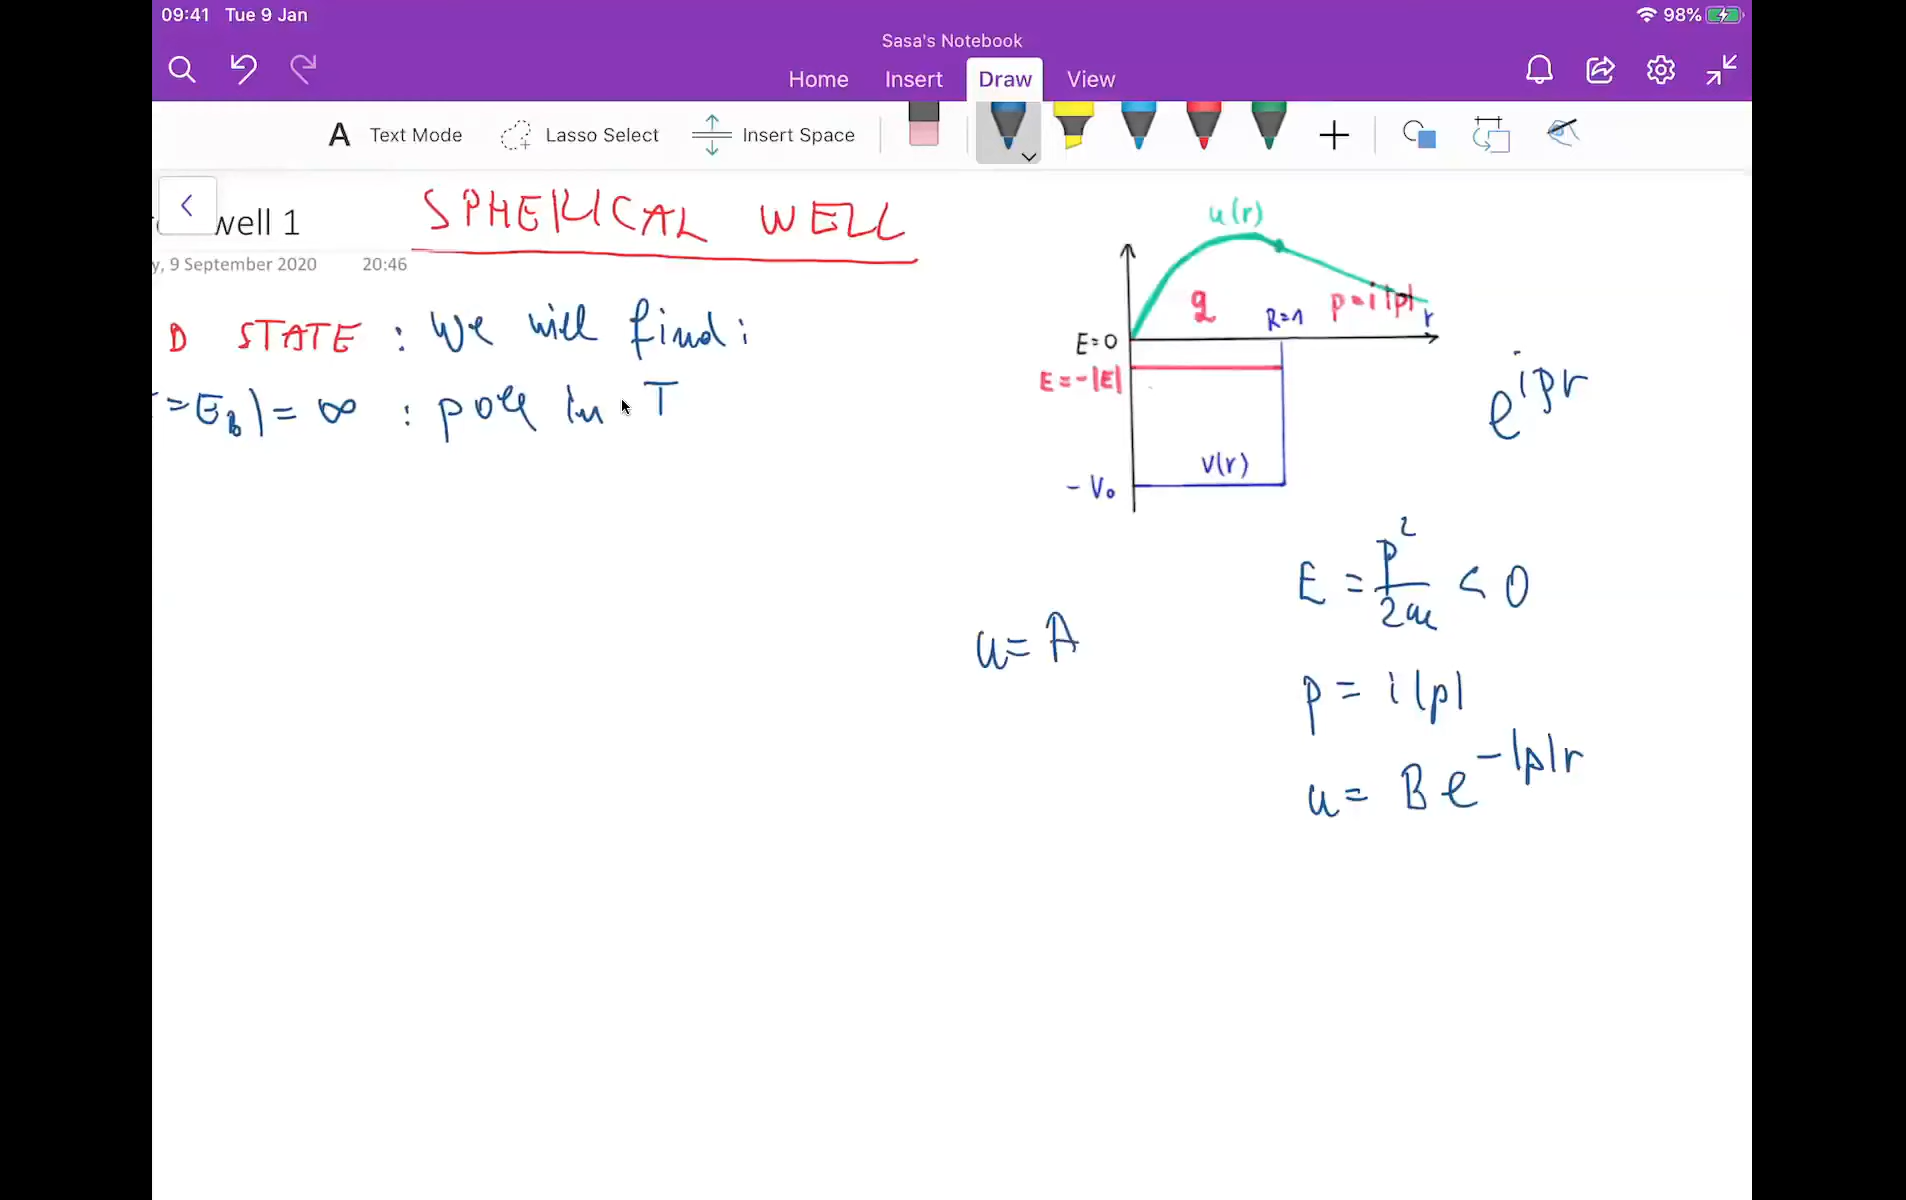 09:41 Tue 9 Jan
98%
Sasa's Notebook
Home Insert Draw View
A Text Mode Lasso Select Insert Space
well 1
SPHERICAL WELL
y, 9 September 2020 20:46
D STATE : We will find :
=E_b) = ∞ : pole in T
u(r)
q
R=1
p=i|p|
r
E=0
E=-|E|
V(r)
-V₀
e^{ipr}
E = p²/2m < 0
u= A
p = i|p|
u = B e^{-|p|r}